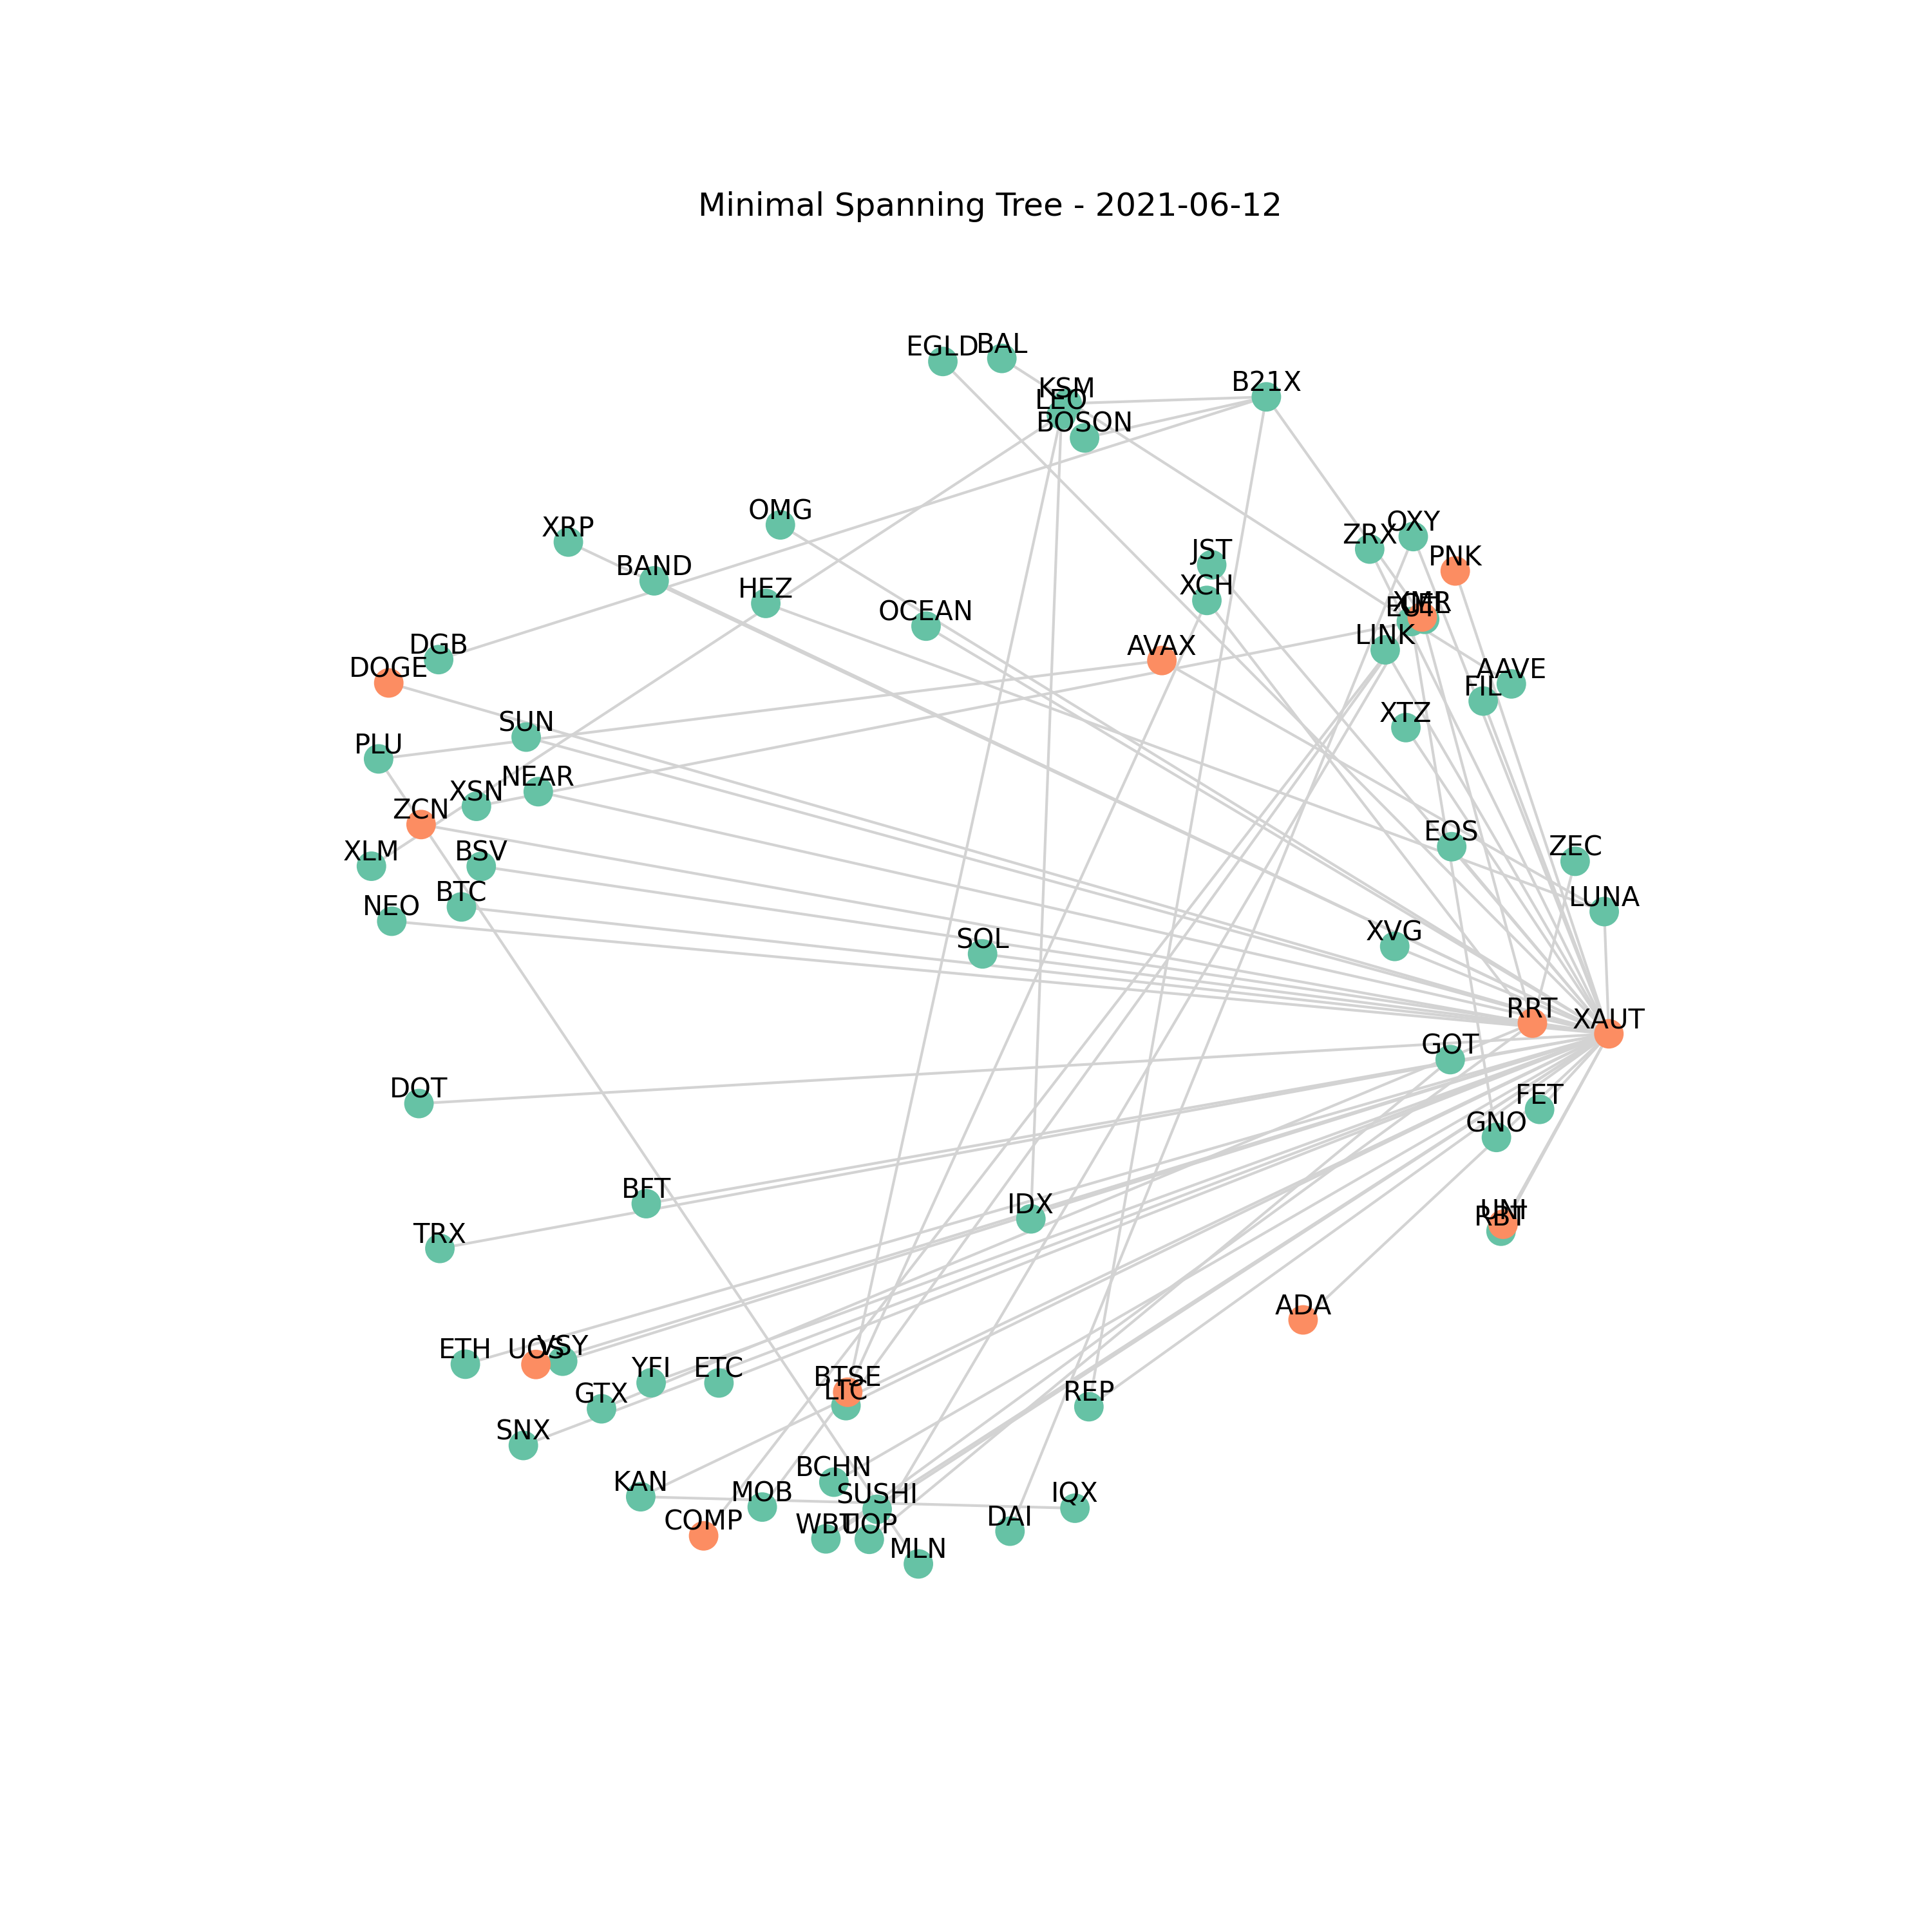 Minimal Spanning Tree - 2021-06-12
EGLD
BAL
KSM
LEO
BOSON
B21X
XRP
OMG
BAND
HEZ
OCEAN
JST
XCH
ZRX
OXY
PNK
XMR
LINK
AVAX
DGB
DOGE
AAVE
FIL
XTZ
SUN
PLU
NEAR
XSN
ZCN
XLM
BSV
BTC
NEO
EOS
ZEC
LUNA
XVG
SOL
RRT
XAUT
GOT
DOT
FET
GNO
BFT
IDX
UNI
RBT
TRX
ADA
ETH
UOS
VSY
YFI
ETC
GTX
BTSE
LTC
REP
SNX
BCHN
KAN
MOB
SUSHI
IQX
COMP
WBT
UOP
DAI
MLN